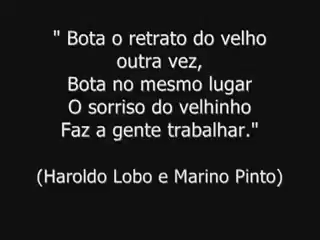 " Bota o retrato do velho
outra vez,
Bota no mesmo lugar
O sorriso do velhinho
Faz a gente trabalhar."
(Haroldo Lobo e Marino Pinto)